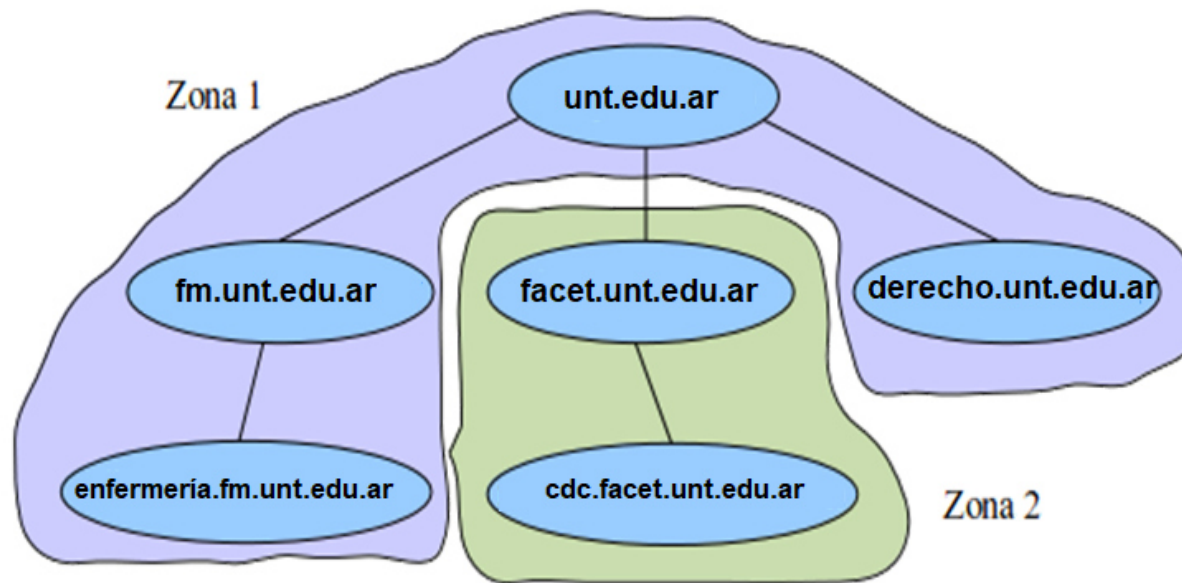 Zona 1
unt.edu.ar
fm.unt.edu.ar
facet.unt.edu.ar
derecho.unt.edu.ar
enfermería.fm.unt.edu.ar
cdc.facet.unt.edu.ar
Zona 2